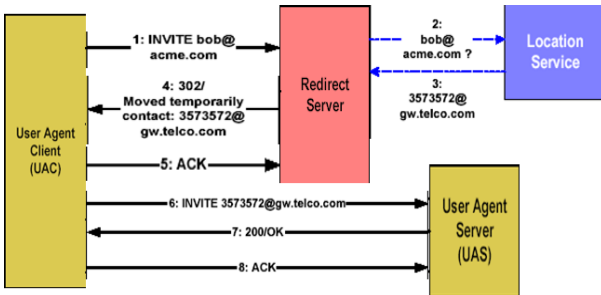 1: INVITE bob@
acme.com
2:
bob@
acme.com ?
Location
Service
3:
3573572@
gw.telco.com
4: 302/
Moved temporarily
contact: 3573572@
gw.telco.com
Redirect
Server
User Agent
Client
(UAC)
5: ACK
6: INVITE 3573572@gw.telco.com
7: 200/OK
8: ACK
User Agent
Server
(UAS)